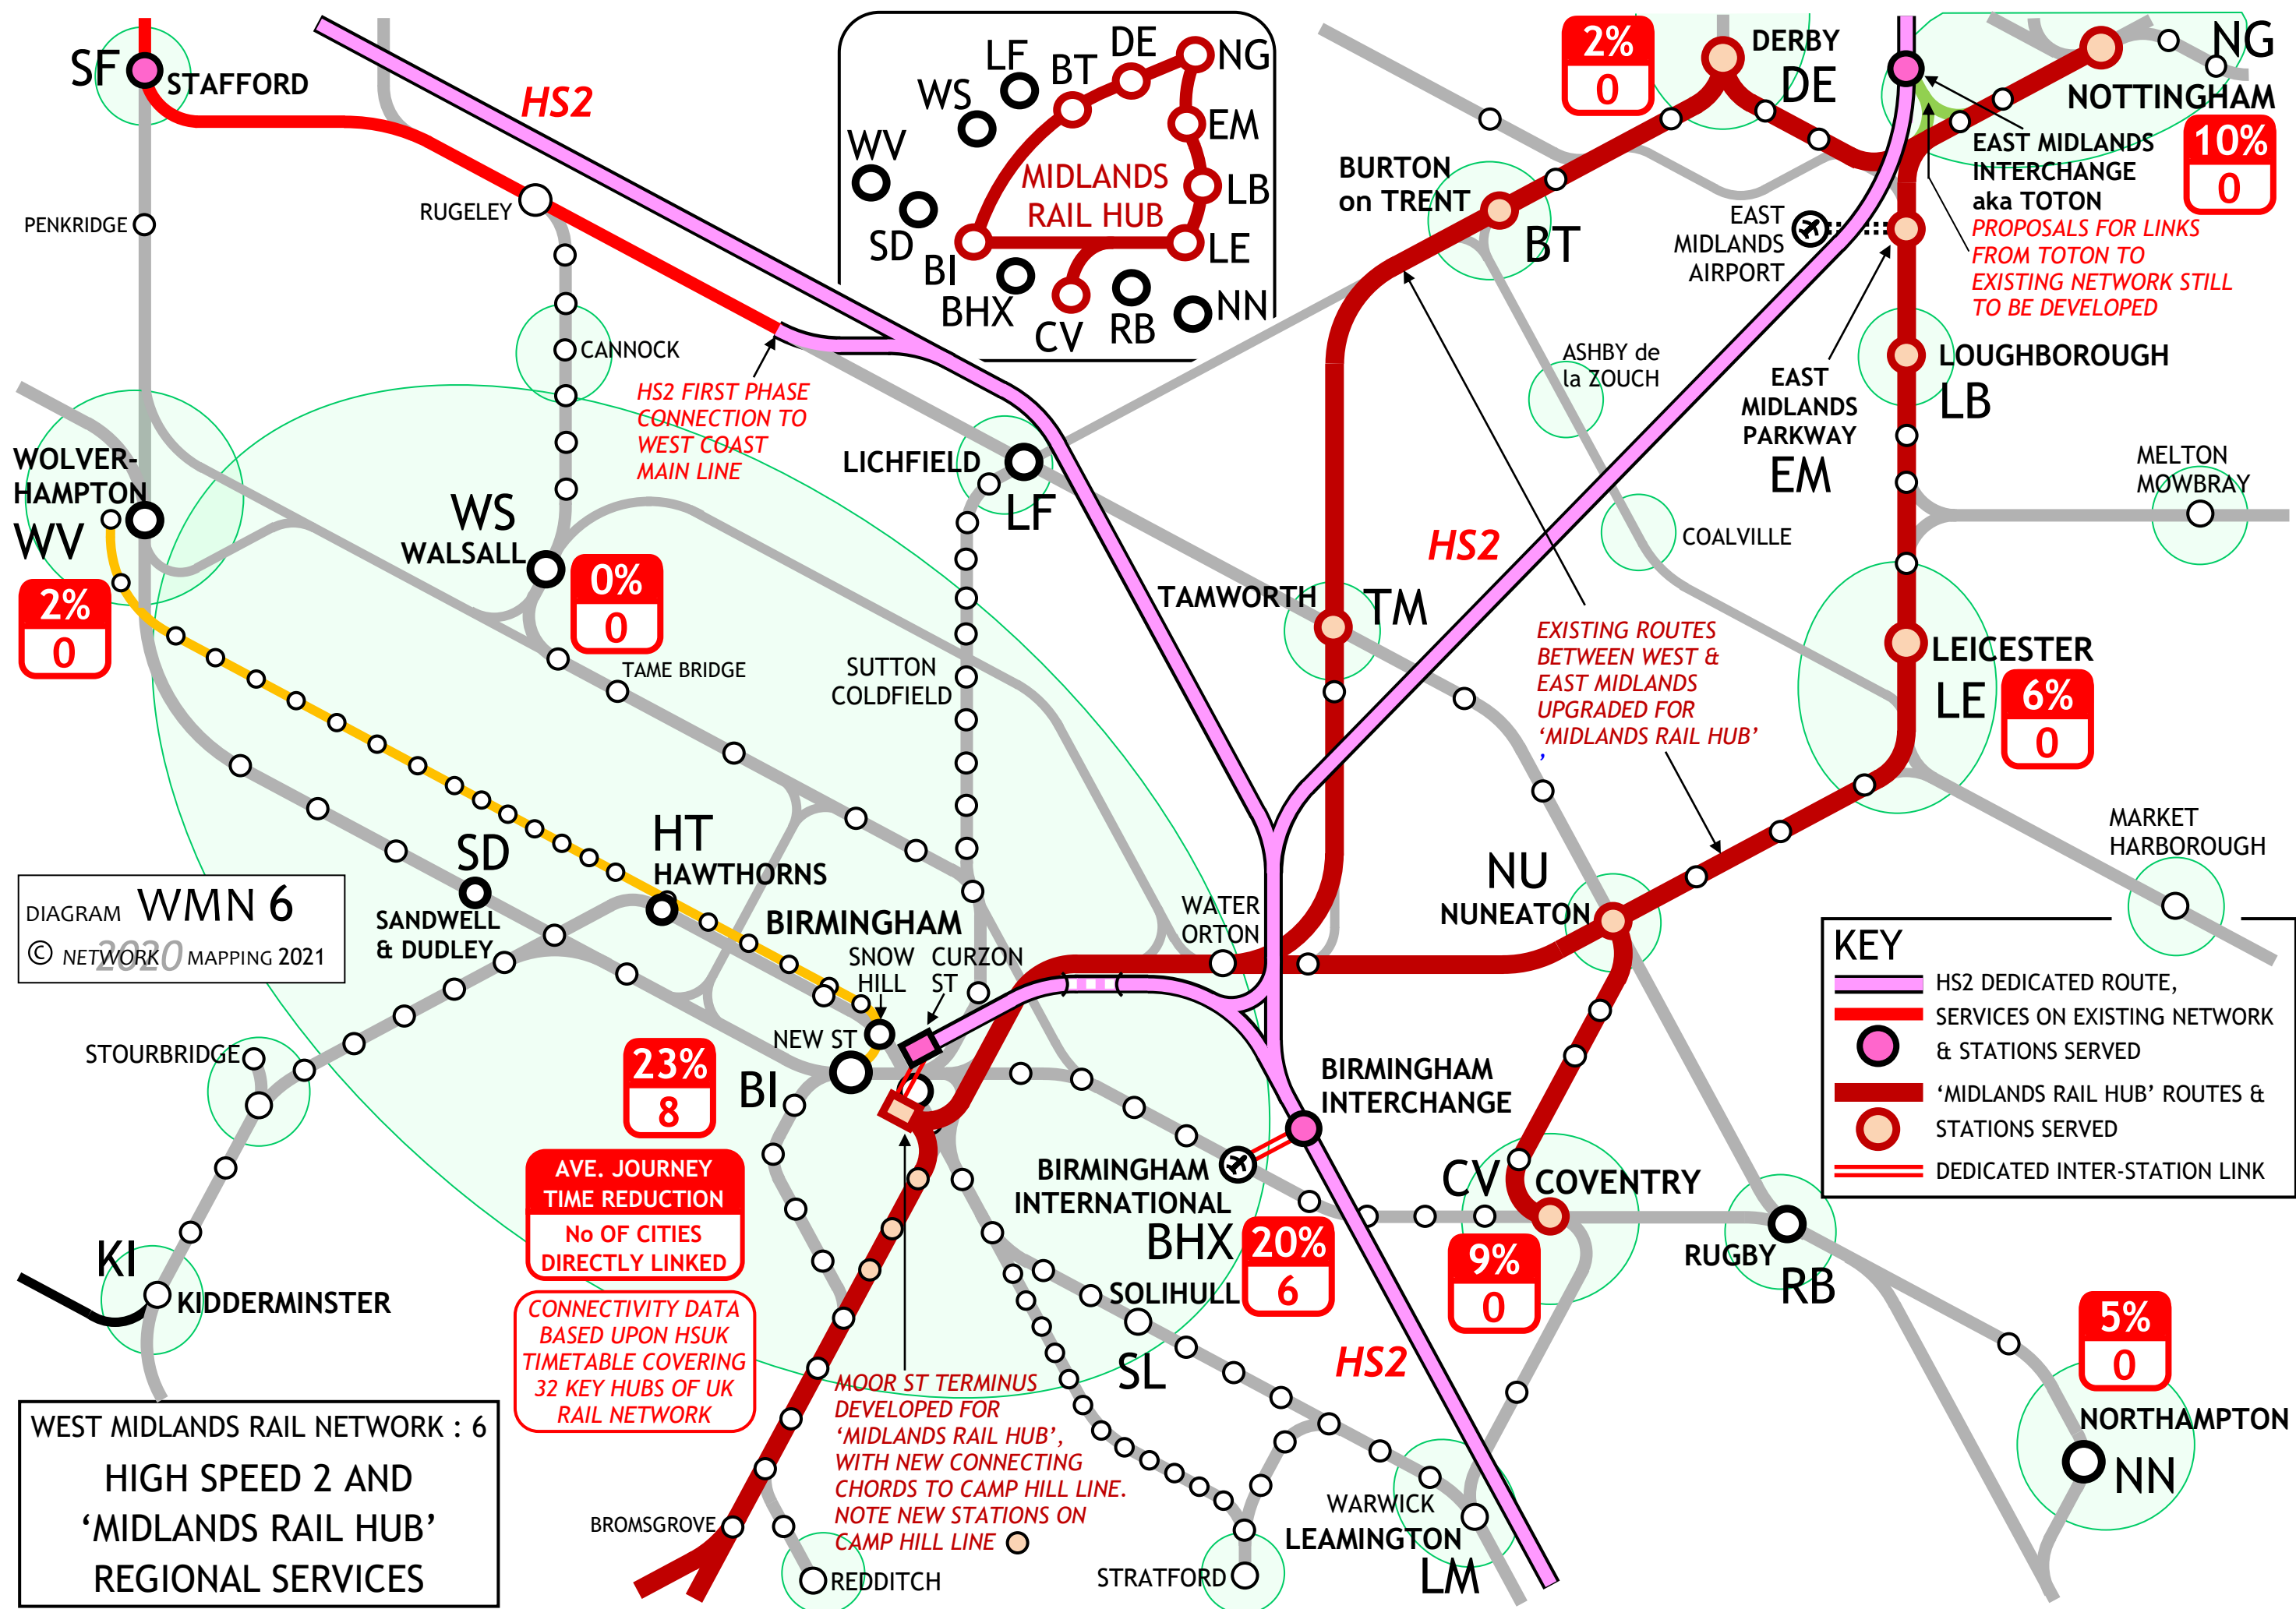 SF
STAFFORD
HS2
PENKRIDGE
RUGELEY
CANNOCK
HS2 FIRST PHASE
CONNECTION TO
WEST COAST
MAIN LINE
LF
DE
NG
BT
WS
EM
WV
MIDLANDS
RAIL HUB
LB
SD
BI
LE
BHX
CV
RB
NN
2%
0
DERBY
DE
NG
NOTTINGHAM
10%
0
EAST MIDLANDS
INTERCHANGE
aka TOTON
PROPOSALS FOR LINKS
FROM TOTON TO
EXISTING NETWORK STILL
TO BE DEVELOPED
BURTON
on TRENT
BT
EAST
MIDLANDS
AIRPORT
ASHBY de
la ZOUCH
EAST
MIDLANDS
PARKWAY
EM
LOUGHBOROUGH
LB
MELTON
MOWBRAY
COALVILLE
WOLVER-
HAMPTON
WV
2%
0
WS
WALSALL
0%
0
TAME BRIDGE
LICHFIELD
LF
SUTTON
COLDFIELD
TAMWORTH
TM
HS2
EXISTING ROUTES
BETWEEN WEST &
EAST MIDLANDS
UPGRADED FOR
‘MIDLANDS RAIL HUB’
’
LEICESTER
LE
6%
0
MARKET
HARBOROUGH
DIAGRAM WMN 6
© NETWORK 2020 MAPPING 2021
SD
SANDWELL
& DUDLEY
HT
HAWTHORNS
BIRMINGHAM
SNOW
HILL
CURZON
ST
NEW ST
BI
23%
8
WATER
ORTON
NU
NUNEATON
KEY
HS2 DEDICATED ROUTE,
SERVICES ON EXISTING NETWORK
& STATIONS SERVED
‘MIDLANDS RAIL HUB’ ROUTES &
STATIONS SERVED
DEDICATED INTER-STATION LINK
STOURBRIDGE
KI
KIDDERMINSTER
AVE. JOURNEY
TIME REDUCTION
No OF CITIES
DIRECTLY LINKED
CONNECTIVITY DATA
BASED UPON HSUK
TIMETABLE COVERING
32 KEY HUBS OF UK
RAIL NETWORK
BIRMINGHAM
INTERCHANGE
BIRMINGHAM
INTERNATIONAL
BHX
20%
6
SOLIHULL
SL
CV
COVENTRY
9%
0
RUGBY
RB
5%
0
NORTHAMPTON
NN
HS2
MOOR ST TERMINUS
DEVELOPED FOR
‘MIDLANDS RAIL HUB’,
WITH NEW CONNECTING
CHORDS TO CAMP HILL LINE.
NOTE NEW STATIONS ON
CAMP HILL LINE
BROMSGROVE
REDDITCH
STRATFORD
WARWICK
LEAMINGTON
LM
WEST MIDLANDS RAIL NETWORK : 6
HIGH SPEED 2 AND
‘MIDLANDS RAIL HUB’
REGIONAL SERVICES